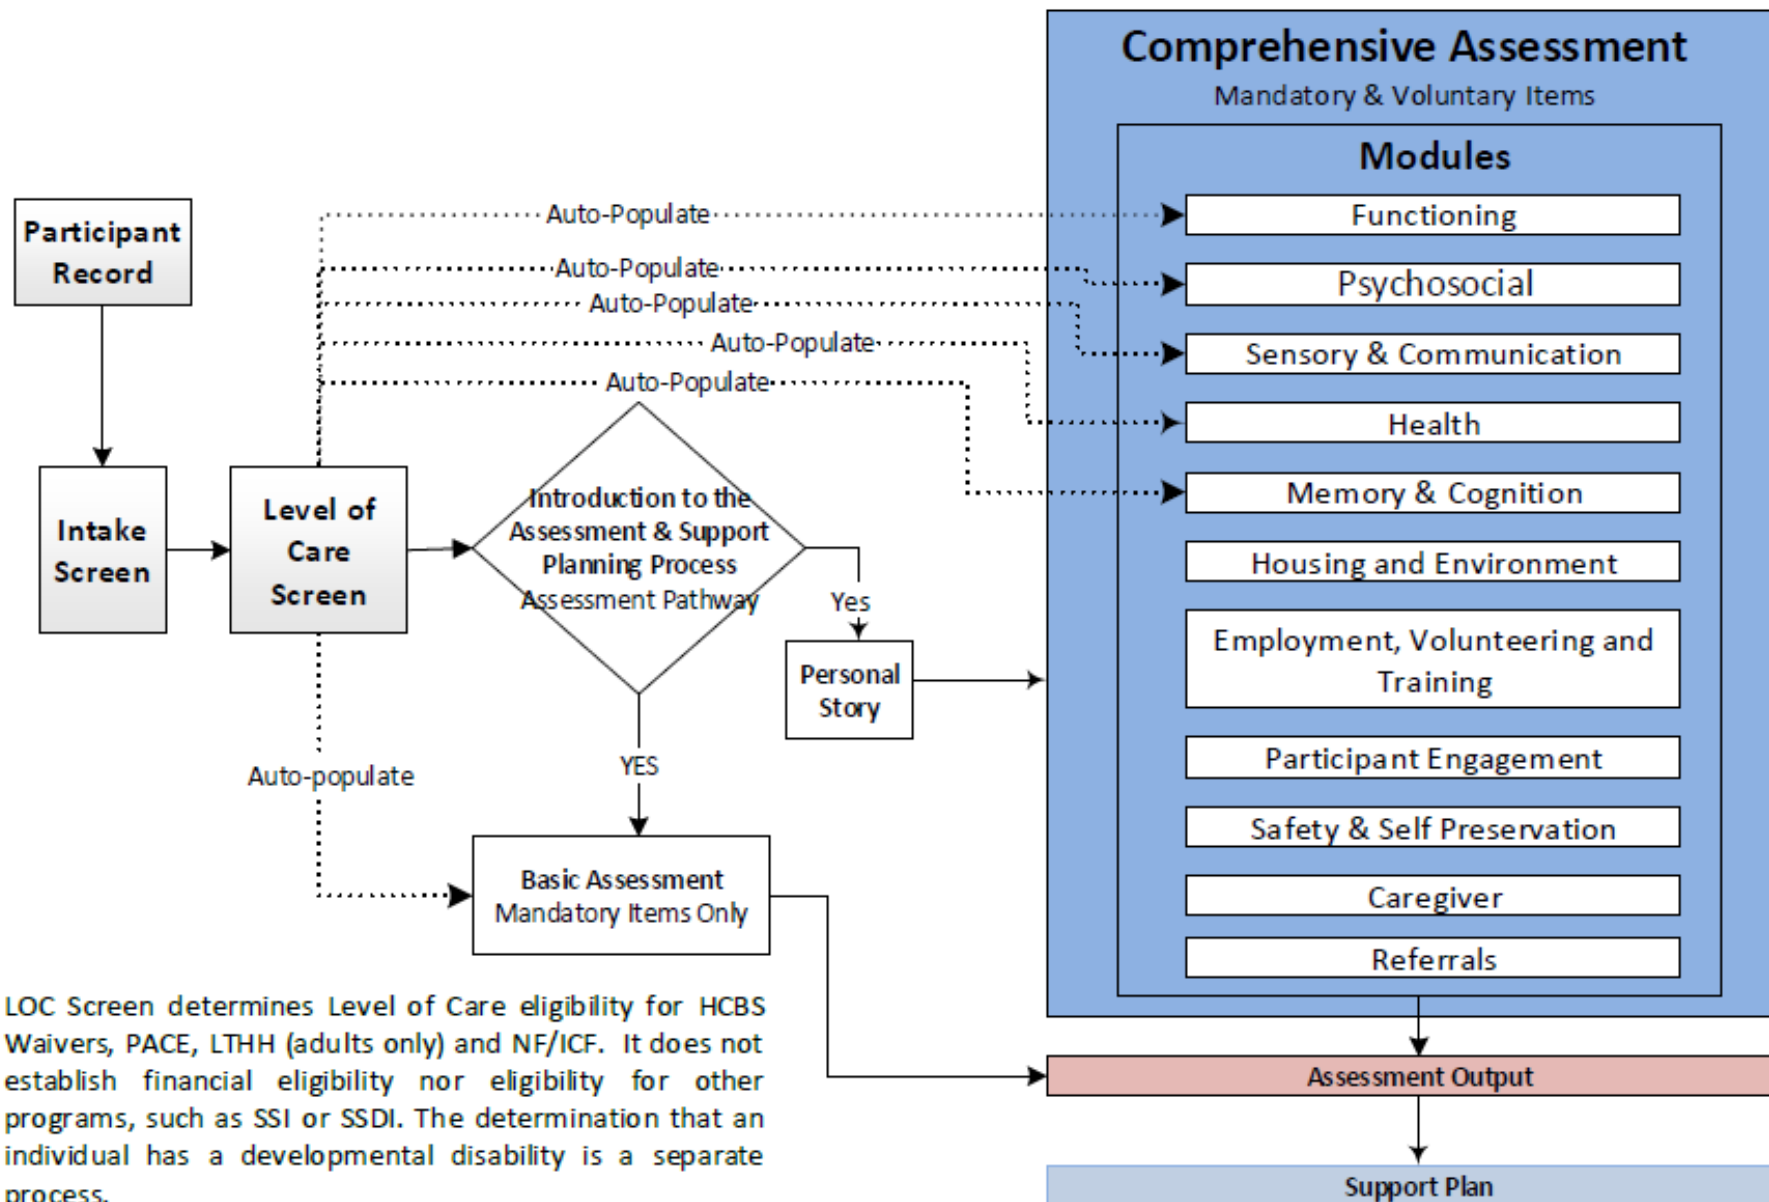 Comprehensive Assessment
Mandatory & Voluntary Items
Modules
Participant
Record
Auto-Populate
Functioning
Auto-Populate
Psychosocial
Auto-Populate
Auto-Populate
Sensory & Communication
Auto-Populate
Health
Intake
Screen
Level of
Care
Screen
Introduction to the
Assessment & Support
Planning Process
Assessment Pathway
Memory & Cognition
Housing and Environment
Yes
Personal
Story
Employment, Volunteering and
Training
Auto-populate
YES
Participant Engagement
Safety & Self Preservation
Basic Assessment
Mandatory Items Only
Caregiver
Referrals
LOC Screen determines Level of Care eligibility for HCBS
Waivers, PACE, LTHH (adults only) and NF/ICF. It does not
establish financial eligibility nor eligibility for other
programs, such as SSI or SSDI. The determination that an
individual has a developmental disability is a separate
process.
Assessment Output
Support Plan